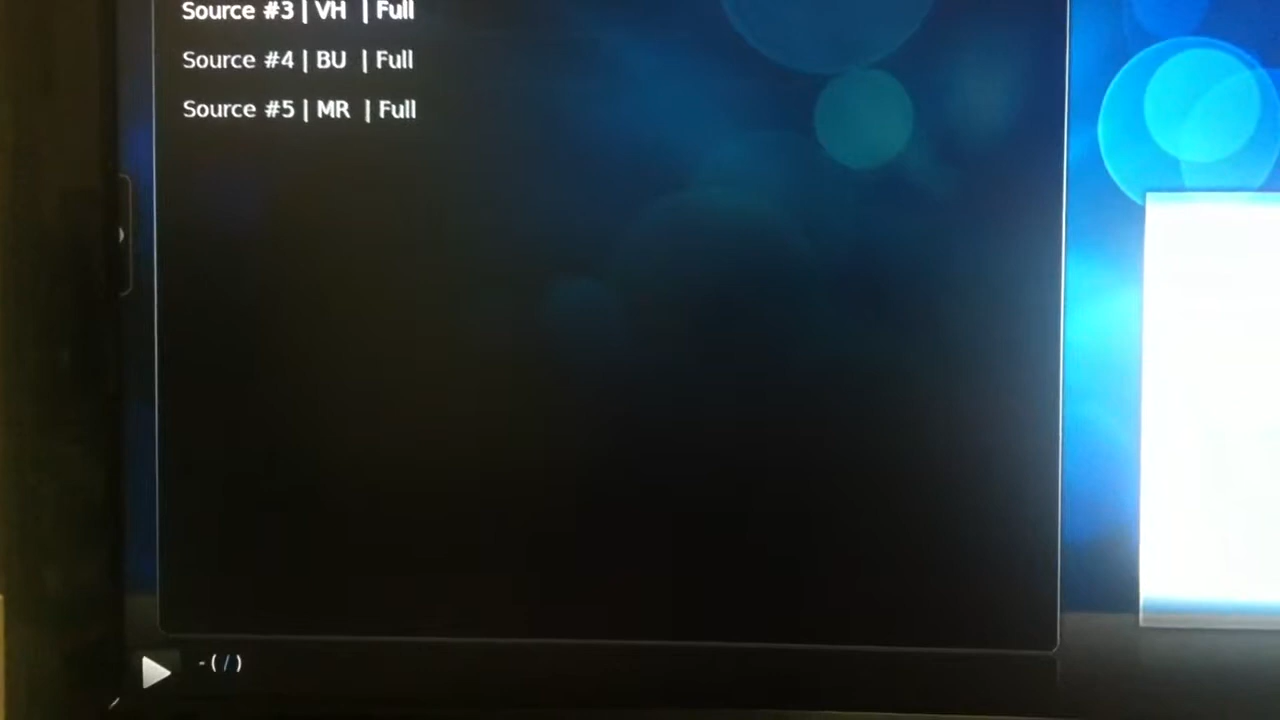 Source #3 | VH | Full
Source #4 | BU | Full
Source #5 | MR | Full
- ( / )